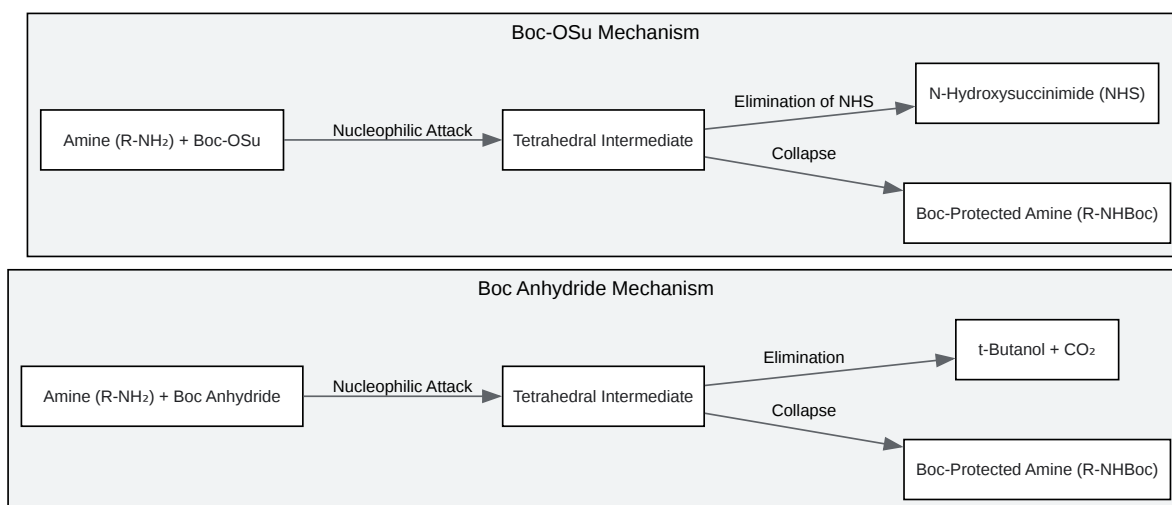 Boc-OSu Mechanism
Amine (R-NH₂) + Boc-OSu
Nucleophilic Attack
Tetrahedral Intermediate
Elimination of NHS
N-Hydroxysuccinimide (NHS)
Collapse
Boc-Protected Amine (R-NHBoc)
Boc Anhydride Mechanism
Amine (R-NH₂) + Boc Anhydride
Nucleophilic Attack
Tetrahedral Intermediate
Elimination
t-Butanol + CO₂
Collapse
Boc-Protected Amine (R-NHBoc)